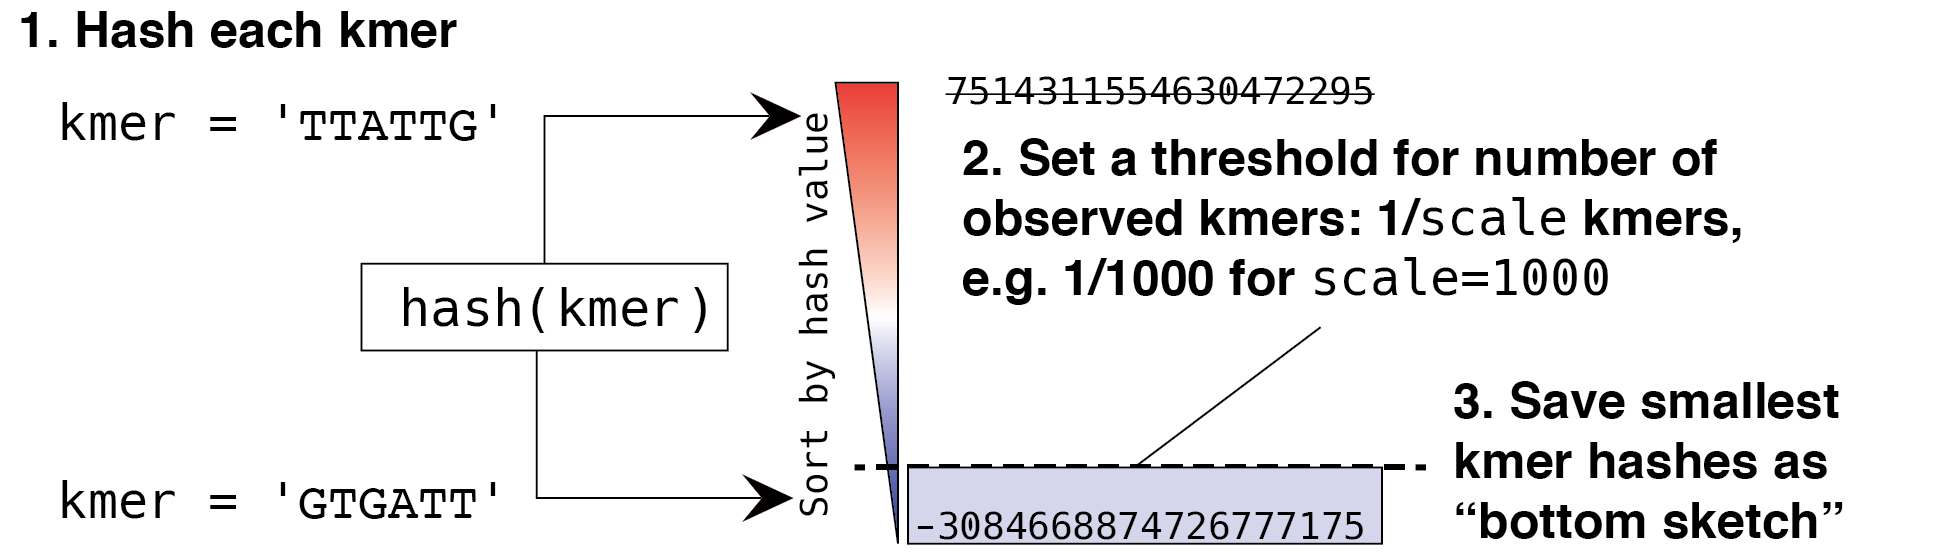 1. Hash each kmer
kmer = 'TTATTG'
hash(kmer)
kmer = 'GTGATT'
Sort by hash value
7514311554630472295
2. Set a threshold for number of
observed kmers: 1/scale kmers,
e.g. 1/1000 for scale=1000
3. Save smallest
kmer hashes as
“bottom sketch”
-3084668874726777175